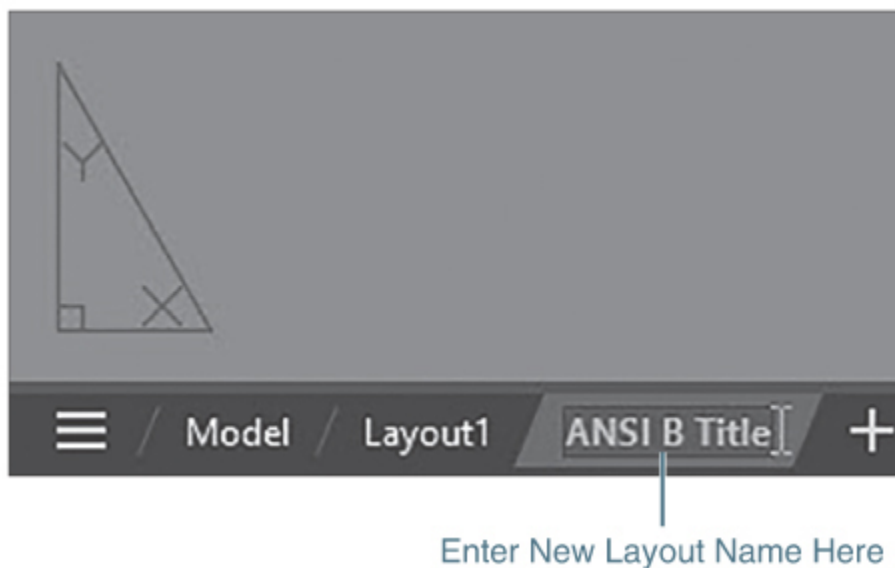 Y
X
Model / Layout1 ANSI B Title +
Enter New Layout Name Here